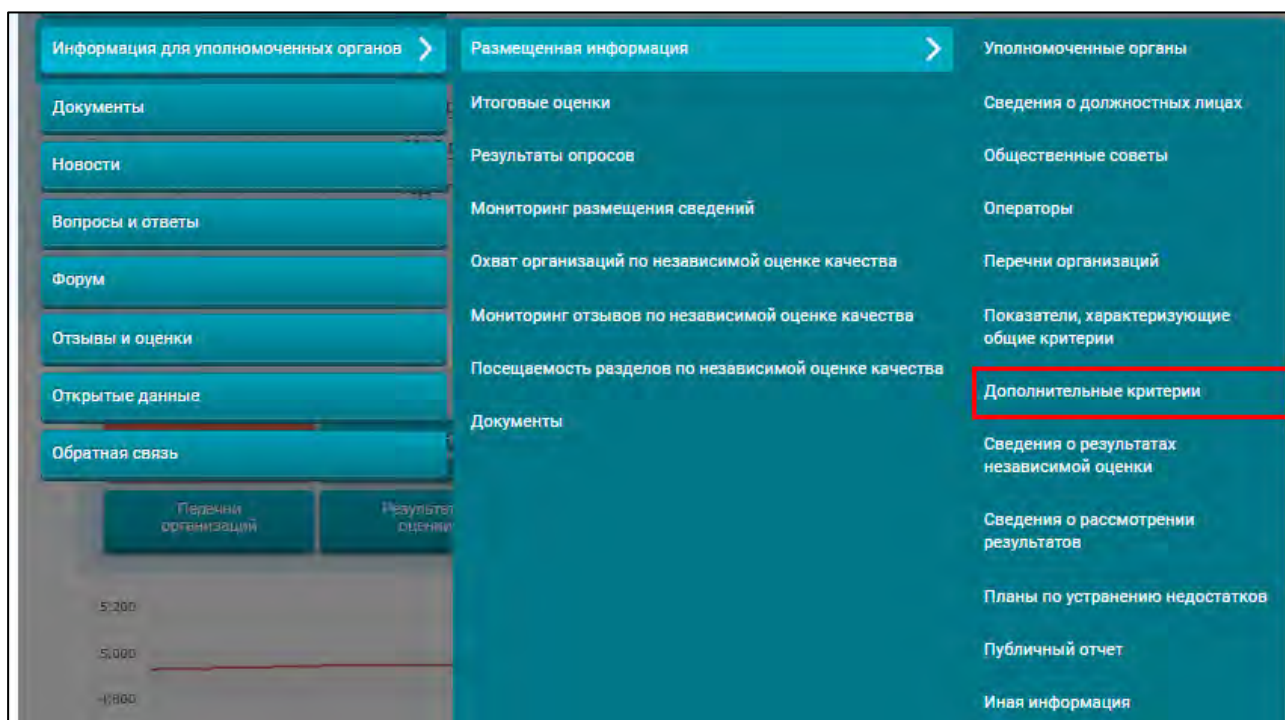 Информация для уполномоченных органов
Документы
Новости
Вопросы и ответы
Форум
Отзывы и оценки
Открытые данные
Обратная связь
Размещенная информация
Итоговые оценки
Результаты опросов
Мониторинг размещения сведений
Охват организаций по независимой оценке качества
Мониторинг отзывов по независимой оценке качества
Посещаемость разделов по независимой оценке качества
Документы
Уполномоченные органы
Сведения о должностных лицах
Общественные советы
Операторы
Перечни организаций
Показатели, характеризующие
общие критерии
Дополнительные критерии
Сведения о результатах
независимой оценки
Сведения о рассмотрении
результатов
Планы по устранению недостатков
Публичный отчет
Иная информация
Перечни
организаций
5,200
5,000
4,800